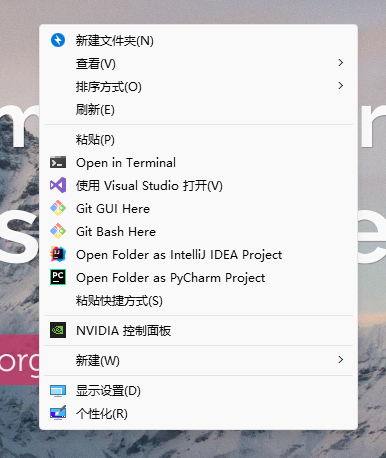 新建文件夹(N)
查看(V)
排序方式(O)
刷新(E)
粘贴(P)
Open in Terminal
使用 Visual Studio 打开(V)
Git GUI Here
Git Bash Here
Open Folder as IntelliJ IDEA Project
PC
Open Folder as PyCharm Project
粘贴快捷方式(S)
NVIDIA 控制面板
新建(W)
org
显示设置(D)
个性化(R)